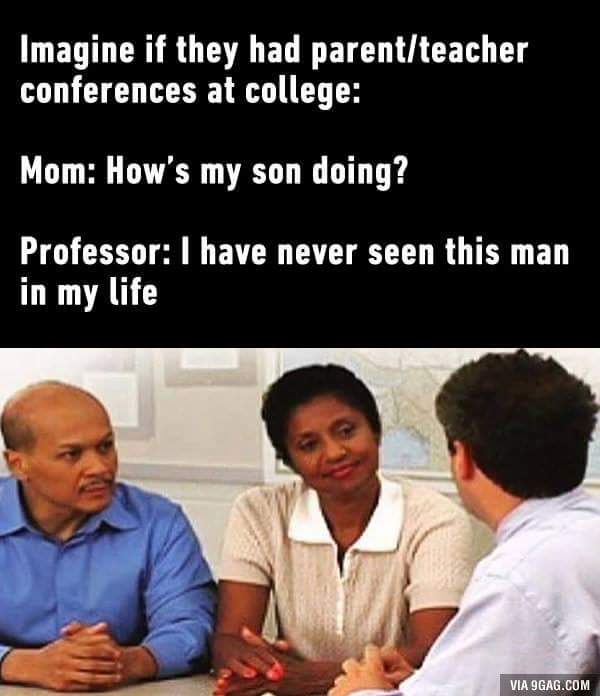 Imagine if they had parent/teacher
conferences at college:
Mom: How's my son doing?
Professor: I have never seen this man
in my life
VIA 9GAG.COM